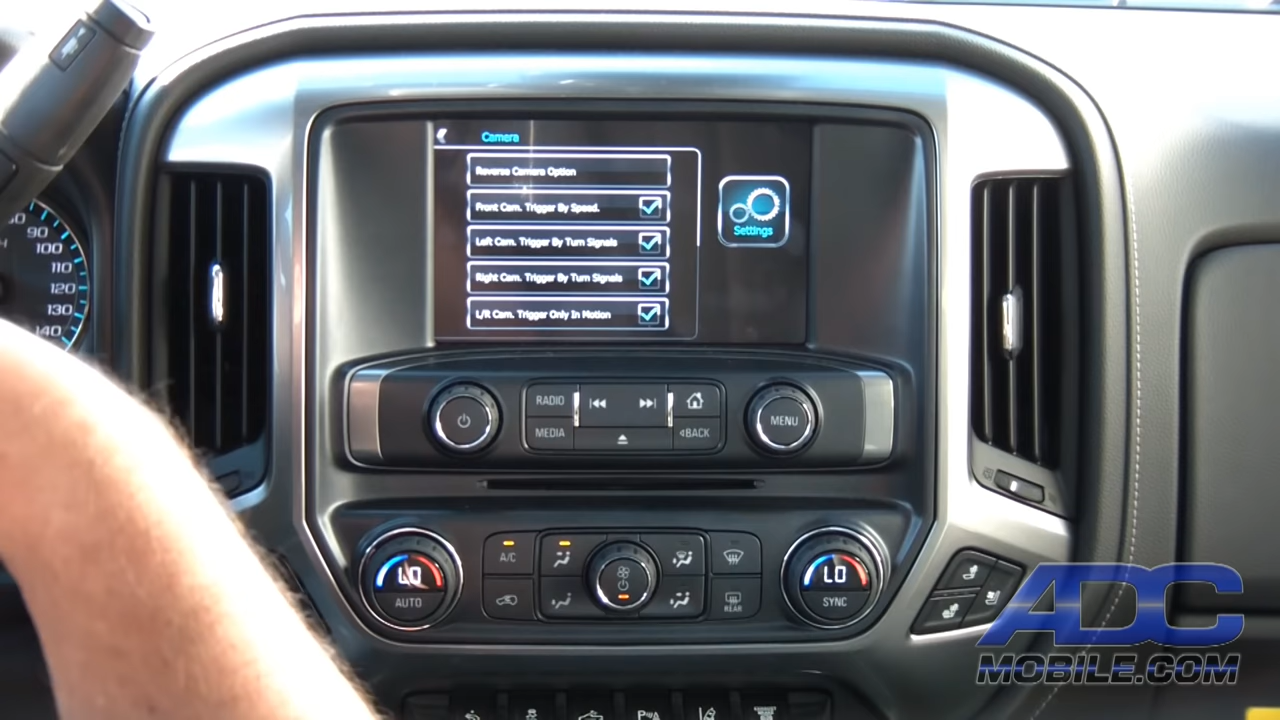 Camera
Reverse Camera Option
Front Cam. Trigger By Speed.
Left Cam. Trigger By Turn Signals
Right Cam. Trigger By Turn Signals
L/R Cam. Trigger Only In Motion
Settings
90
100
110
120
130
140
RADIO
MEDIA
BACK
MENU
LO
AUTO
A/C
REAR
LO
SYNC
ADC
MOBILE.COM